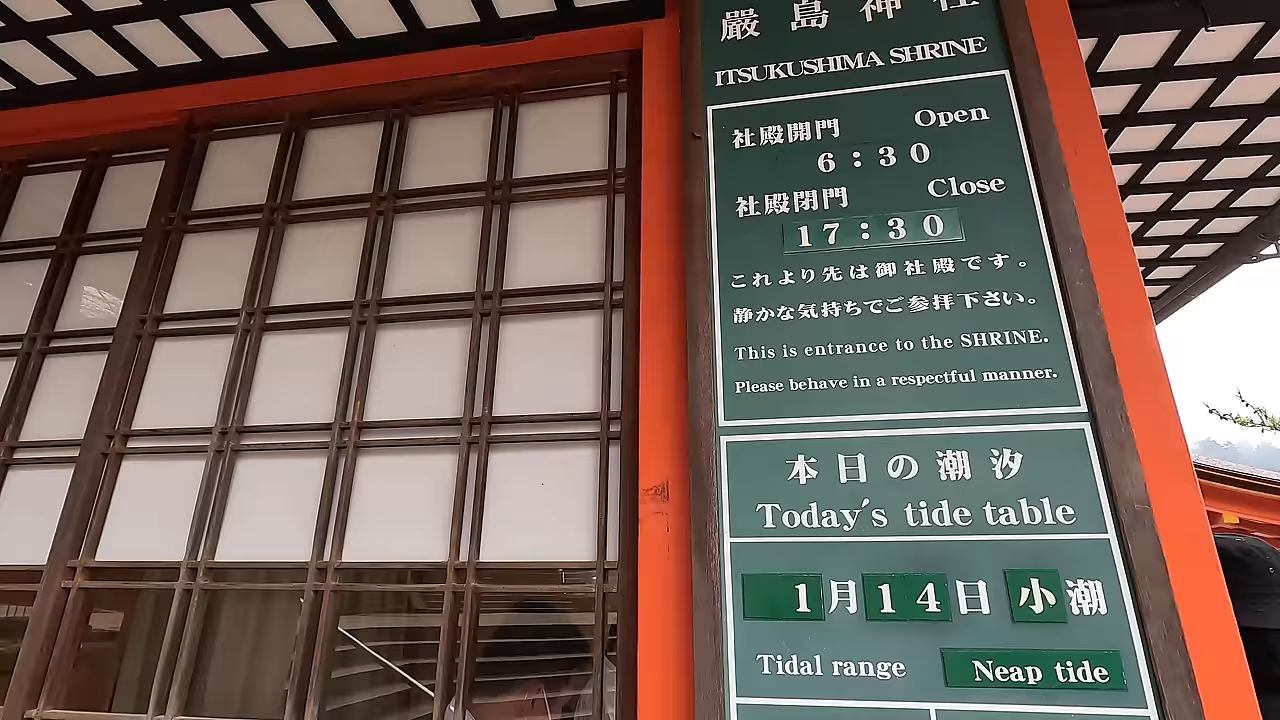 嚴島神社
ITSUKUSHIMA SHRINE
社殿開門 Open
6:30
社殿閉門 Close
17:30
これより先は御社殿です。
静かな気持ちでご参拝下さい。
This is entrance to the SHRINE.
Please behave in a respectful manner.
本日の潮汐
Today's tide table
1月14日 小潮
Tidal range Neap tide